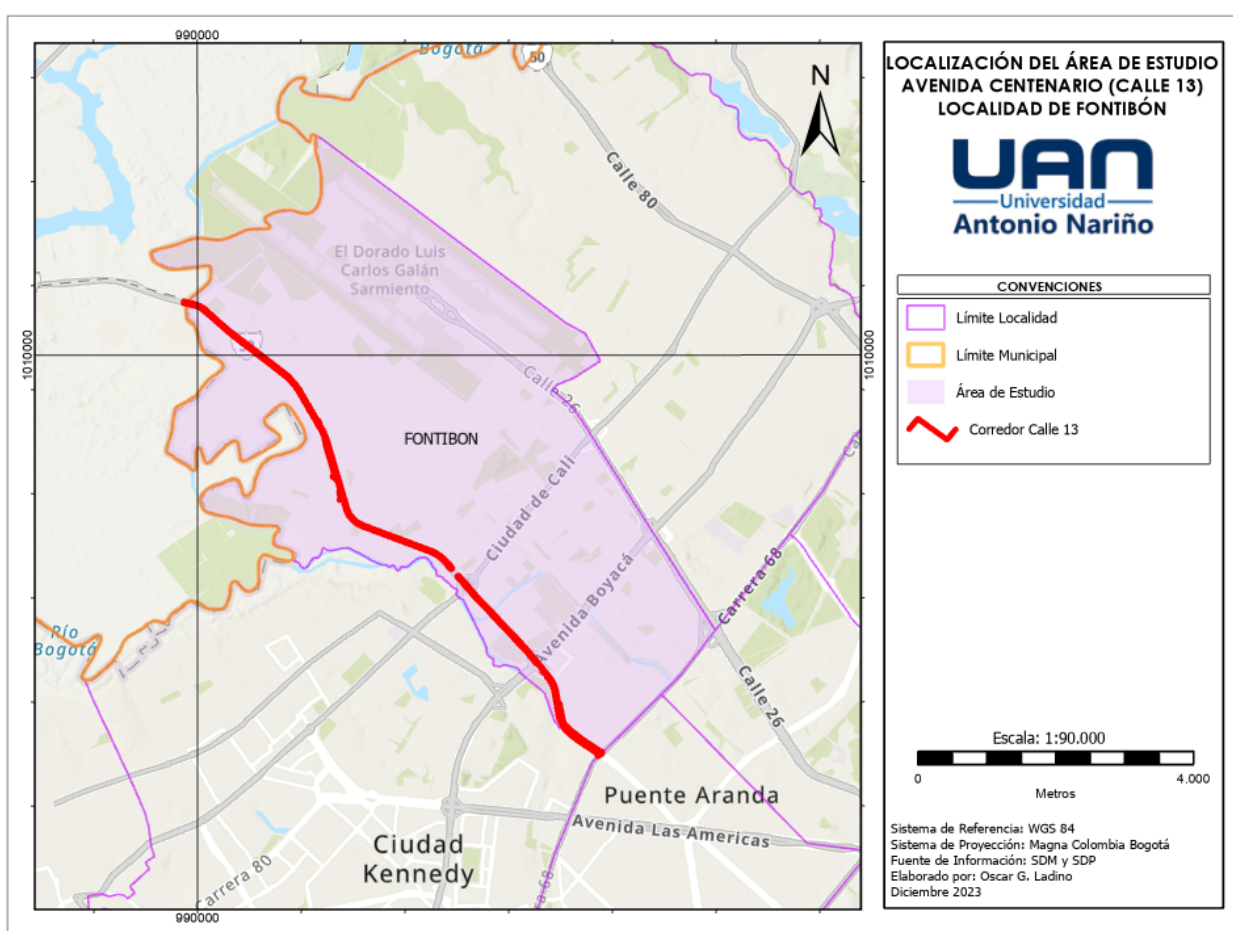 990000
Bogotá
50
N
Calle 80
El Dorado Luis
Carlos Galán
Sarmiento
1010000
1010000
Calle 26
FONTIBON
Ciudad de Cali
Avenida Boyacá
Carrera 68
Río
Bogotá
Calle 26
Puente Aranda
Avenida Las Americas
Ciudad
Kennedy
Carrera 80
990000
LOCALIZACIÓN DEL ÁREA DE ESTUDIO
AVENIDA CENTENARIO (CALLE 13)
LOCALIDAD DE FONTIBÓN
UAN
Universidad
Antonio Nariño
CONVENCIONES
Límite Localidad
Límite Municipal
Área de Estudio
Corredor Calle 13
Escala: 1:90.000
0 4.000
Metros
Sistema de Referencia: WGS 84
Sistema de Proyección: Magna Colombia Bogotá
Fuente de Información: SDM y SDP
Elaborado por: Oscar G. Ladino
Diciembre 2023